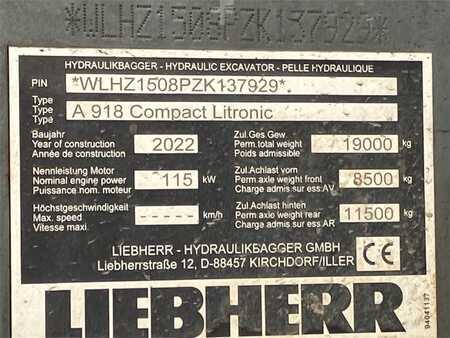 *WLHZ1508PZK137929*
HYDRAULIKBAGGER - HYDRAULIC EXCAVATOR - PELLE HYDRAULIQUE
PIN *WLHZ1508PZK137929*
Type
Type A 918 Compact Litronic
Type
Baujahr Zul.Ges Gew
Year of construction 2022 Perm.total weight 19000 kg
Année de construction Poids admissible
Nennleistung Motor Zul.Achlast vorn
Nominal engine power 115 kW Perm axle weight front 8500 kg
Puissance nom. moteur Charge admis sur ess.AV
Höchstgeschwindigkeit Zul.Achlast hinten
Max. speed ----- km/h Perm axle weight rear 11500 kg
Vitesse maxi Charge admis sur ess AR
LIEBHERR - HYDRAULIKBAGGER GMBH CE
Liebherrstraße 12, D-88457 KIRCHDORF/ILLER
LIEBHERR
94041137